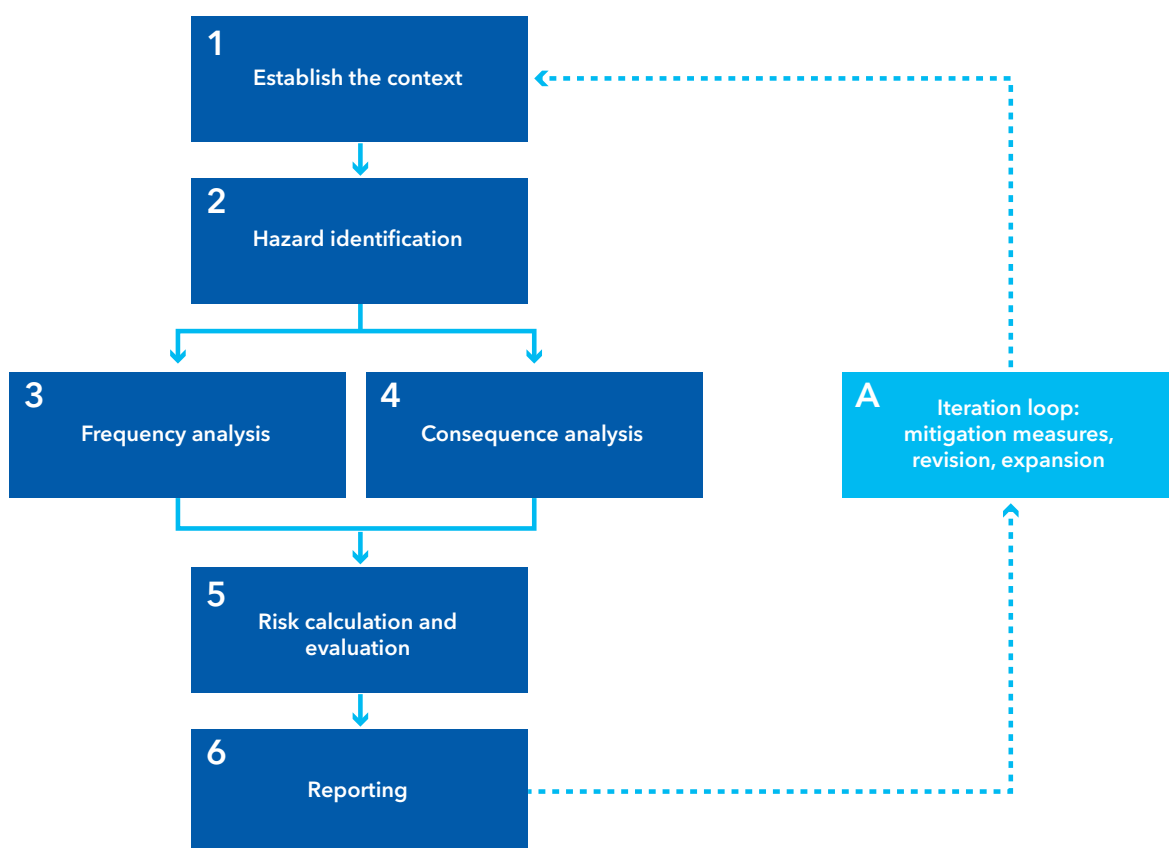 1
Establish the context
2
Hazard identification
3
Frequency analysis
4
Consequence analysis
A
Iteration loop:
mitigation measures,
revision, expansion
5
Risk calculation and
evaluation
6
Reporting